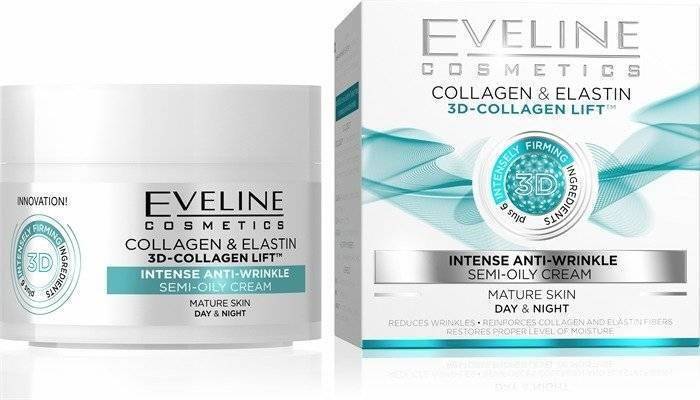 INNOVATION!
INTENSELY FIRMING
INGREDIENTS
plus 6
3D
EVELINE
COSMETICS
COLLAGEN & ELASTIN
3D-COLLAGEN LIFT™
INTENSE ANTI-WRINKLE
SEMI-OILY CREAM
MATURE SKIN
DAY & NIGHT
EVELINE
COSMETICS
COLLAGEN & ELASTIN
3D-COLLAGEN LIFT™
INTENSELY FIRMING
INGREDIENTS
plus 6
3D
INTENSE ANTI-WRINKLE
SEMI-OILY CREAM
MATURE SKIN
DAY & NIGHT
REDUCES WRINKLES • REINFORCES COLLAGEN AND ELASTIN FIBERS
RESTORES PROPER LEVEL OF MOISTURE